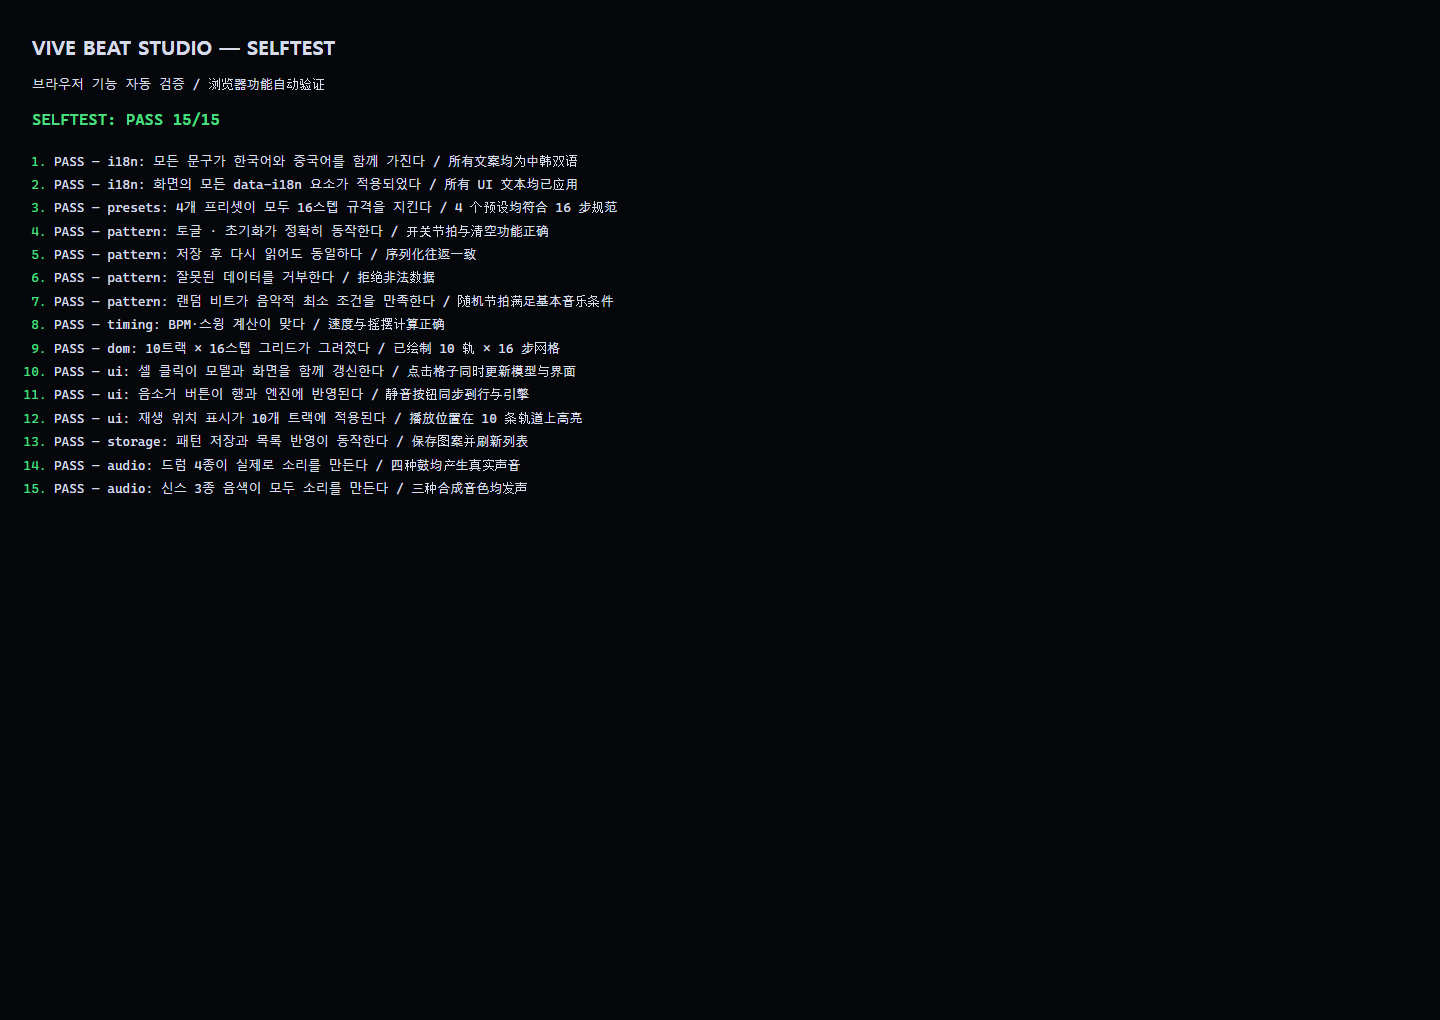 VIVE BEAT STUDIO — SELFTEST
브라우저 기능 자동 검증 / 浏览器功能自动验证
SELFTEST: PASS 15/15
1. PASS — i18n: 모든 문구가 한국어와 중국어를 함께 가진다 / 所有文案均为中韩双语
2. PASS — i18n: 화면의 모든 data-i18n 요소가 적용되었다 / 所有 UI 文本均已应用
3. PASS — presets: 4개 프리셋이 모두 16스텝 규격을 지킨다 / 4 个预设均符合 16 步规范
4. PASS — pattern: 토글 · 초기화가 정확히 동작한다 / 开关节拍与清空功能正确
5. PASS — pattern: 저장 후 다시 읽어도 동일하다 / 序列化往返一致
6. PASS — pattern: 잘못된 데이터를 거부한다 / 拒绝非法数据
7. PASS — pattern: 랜덤 비트가 음악적 최소 조건을 만족한다 / 随机节拍满足基本音乐条件
8. PASS — timing: BPM·스윙 계산이 맞다 / 速度与摇摆计算正确
9. PASS — dom: 10트랙 × 16스텝 그리드가 그려졌다 / 已绘制 10 轨 × 16 步网格
10. PASS — ui: 셀 클릭이 모델과 화면을 함께 갱신한다 / 点击格子同时更新模型与界面
11. PASS — ui: 음소거 버튼이 행과 엔진에 반영된다 / 静音按钮同步到行与引擎
12. PASS — ui: 재생 위치 표시가 10개 트랙에 적용된다 / 播放位置在 10 条轨道上高亮
13. PASS — storage: 패턴 저장과 목록 반영이 동작한다 / 保存图案并刷新列表
14. PASS — audio: 드럼 4종이 실제로 소리를 만든다 / 四种鼓均产生真实声音
15. PASS — audio: 신스 3종 음색이 모두 소리를 만든다 / 三种合成音色均发声